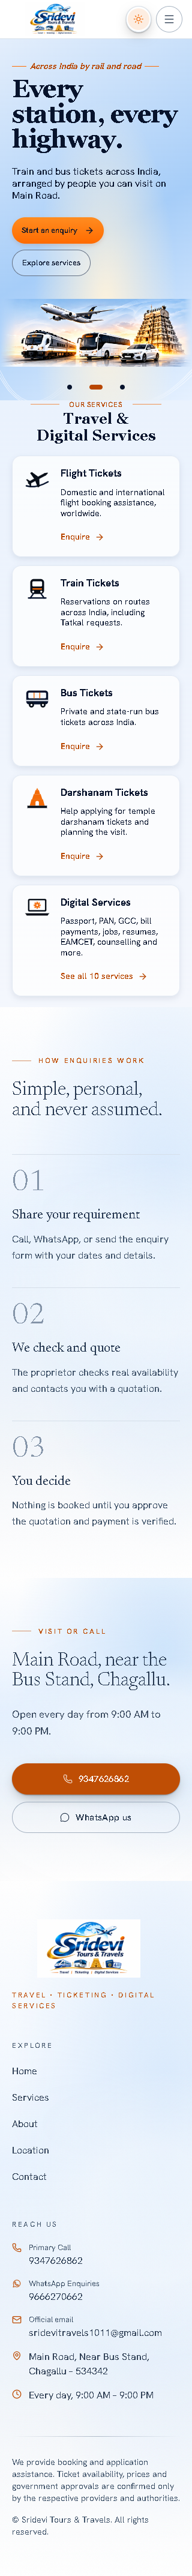 Sridevi
Tours & Travels
Across India by rail and road
Every
station, every
highway.
Train and bus tickets across India,
arranged by people you can visit on
Main Road.
Start an enquiry
Explore services
OUR SERVICES
Travel &
Digital Services
Flight Tickets
Domestic and international
flight booking assistance,
worldwide.
Enquire
Train Tickets
Reservations on routes
across India, including
Tatkal requests.
Enquire
Bus Tickets
Private and state-run bus
tickets across India.
Enquire
Darshanam Tickets
Help applying for temple
darshanam tickets and
planning the visit.
Enquire
Digital Services
Passport, PAN, GCC, bill
payments, jobs, resumes,
EAMCET, counselling and
more.
See all 10 services
HOW ENQUIRIES WORK
Simple, personal,
and never assumed.
01
Share your requirement
Call, WhatsApp, or send the enquiry
form with your dates and details.
02
We check and quote
The proprietor checks real availability
and contacts you with a quotation.
03
You decide
Nothing is booked until you approve
the quotation and payment is verified.
VISIT OR CALL
Main Road, near the
Bus Stand, Chagallu.
Open every day from 9:00 AM to
9:00 PM.
9347626862
WhatsApp us
Sridevi
Tours & Travels
Travel | Ticketing | Digital Services
TRAVEL • TICKETING • DIGITAL
SERVICES
EXPLORE
Home
Services
About
Location
Contact
REACH US
Primary Call
9347626862
WhatsApp Enquiries
9666270662
Official email
sridevitravels1011@gmail.com
Main Road, Near Bus Stand,
Chagallu – 534342
Every day, 9:00 AM – 9:00 PM
We provide booking and application
assistance. Ticket availability, prices and
government approvals are confirmed only
by the respective providers and authorities.
© Sridevi Tours & Travels. All rights
reserved.